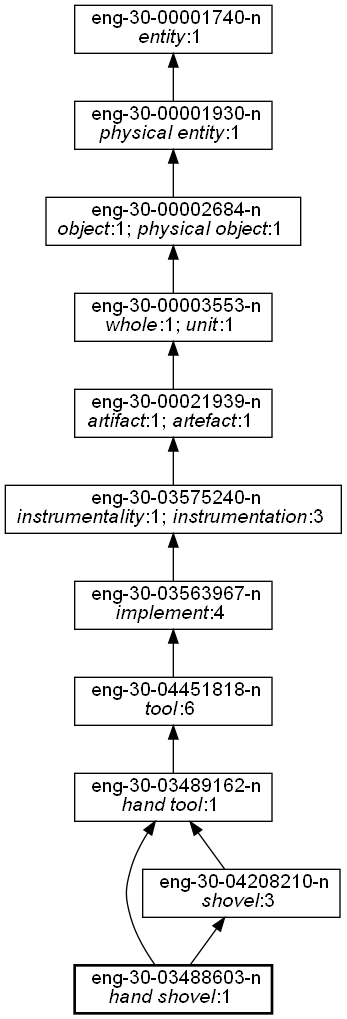 eng-30-00001740-n
entity:1
eng-30-00001930-n
physical entity:1
eng-30-00002684-n
object:1; physical object:1
eng-30-00003553-n
whole:1; unit:1
eng-30-00021939-n
artifact:1; artefact:1
eng-30-03575240-n
instrumentality:1; instrumentation:3
eng-30-03563967-n
implement:4
eng-30-04451818-n
tool:6
eng-30-03489162-n
hand tool:1
eng-30-04208210-n
shovel:3
eng-30-03488603-n
hand shovel:1